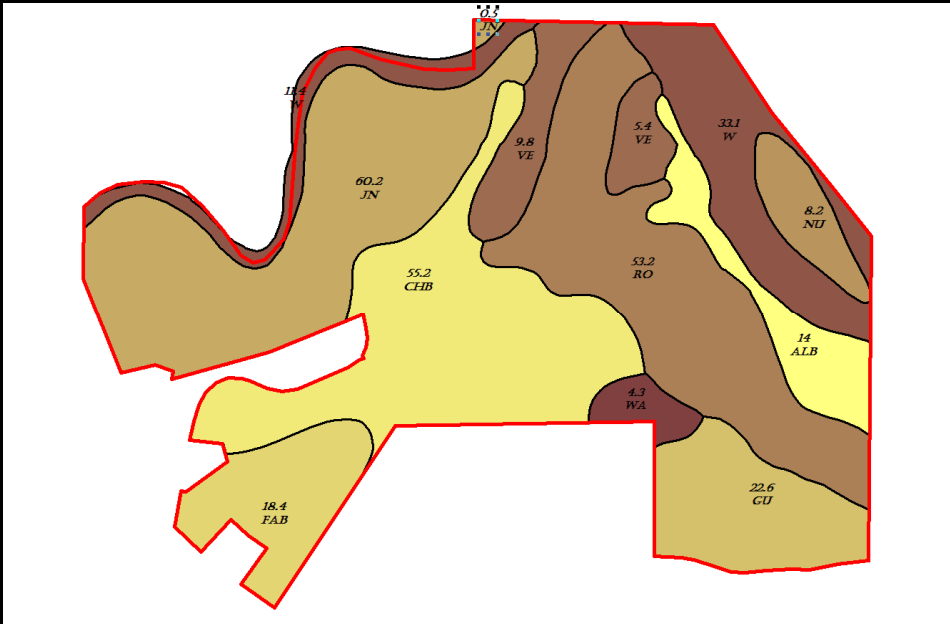 0.5
JN
11.4
W
33.1
W
5.4
VE
9.8
VE
60.2
JN
8.2
NU
53.2
RO
55.2
CHB
14
ALB
4.3
WA
22.6
GU
18.4
FAB